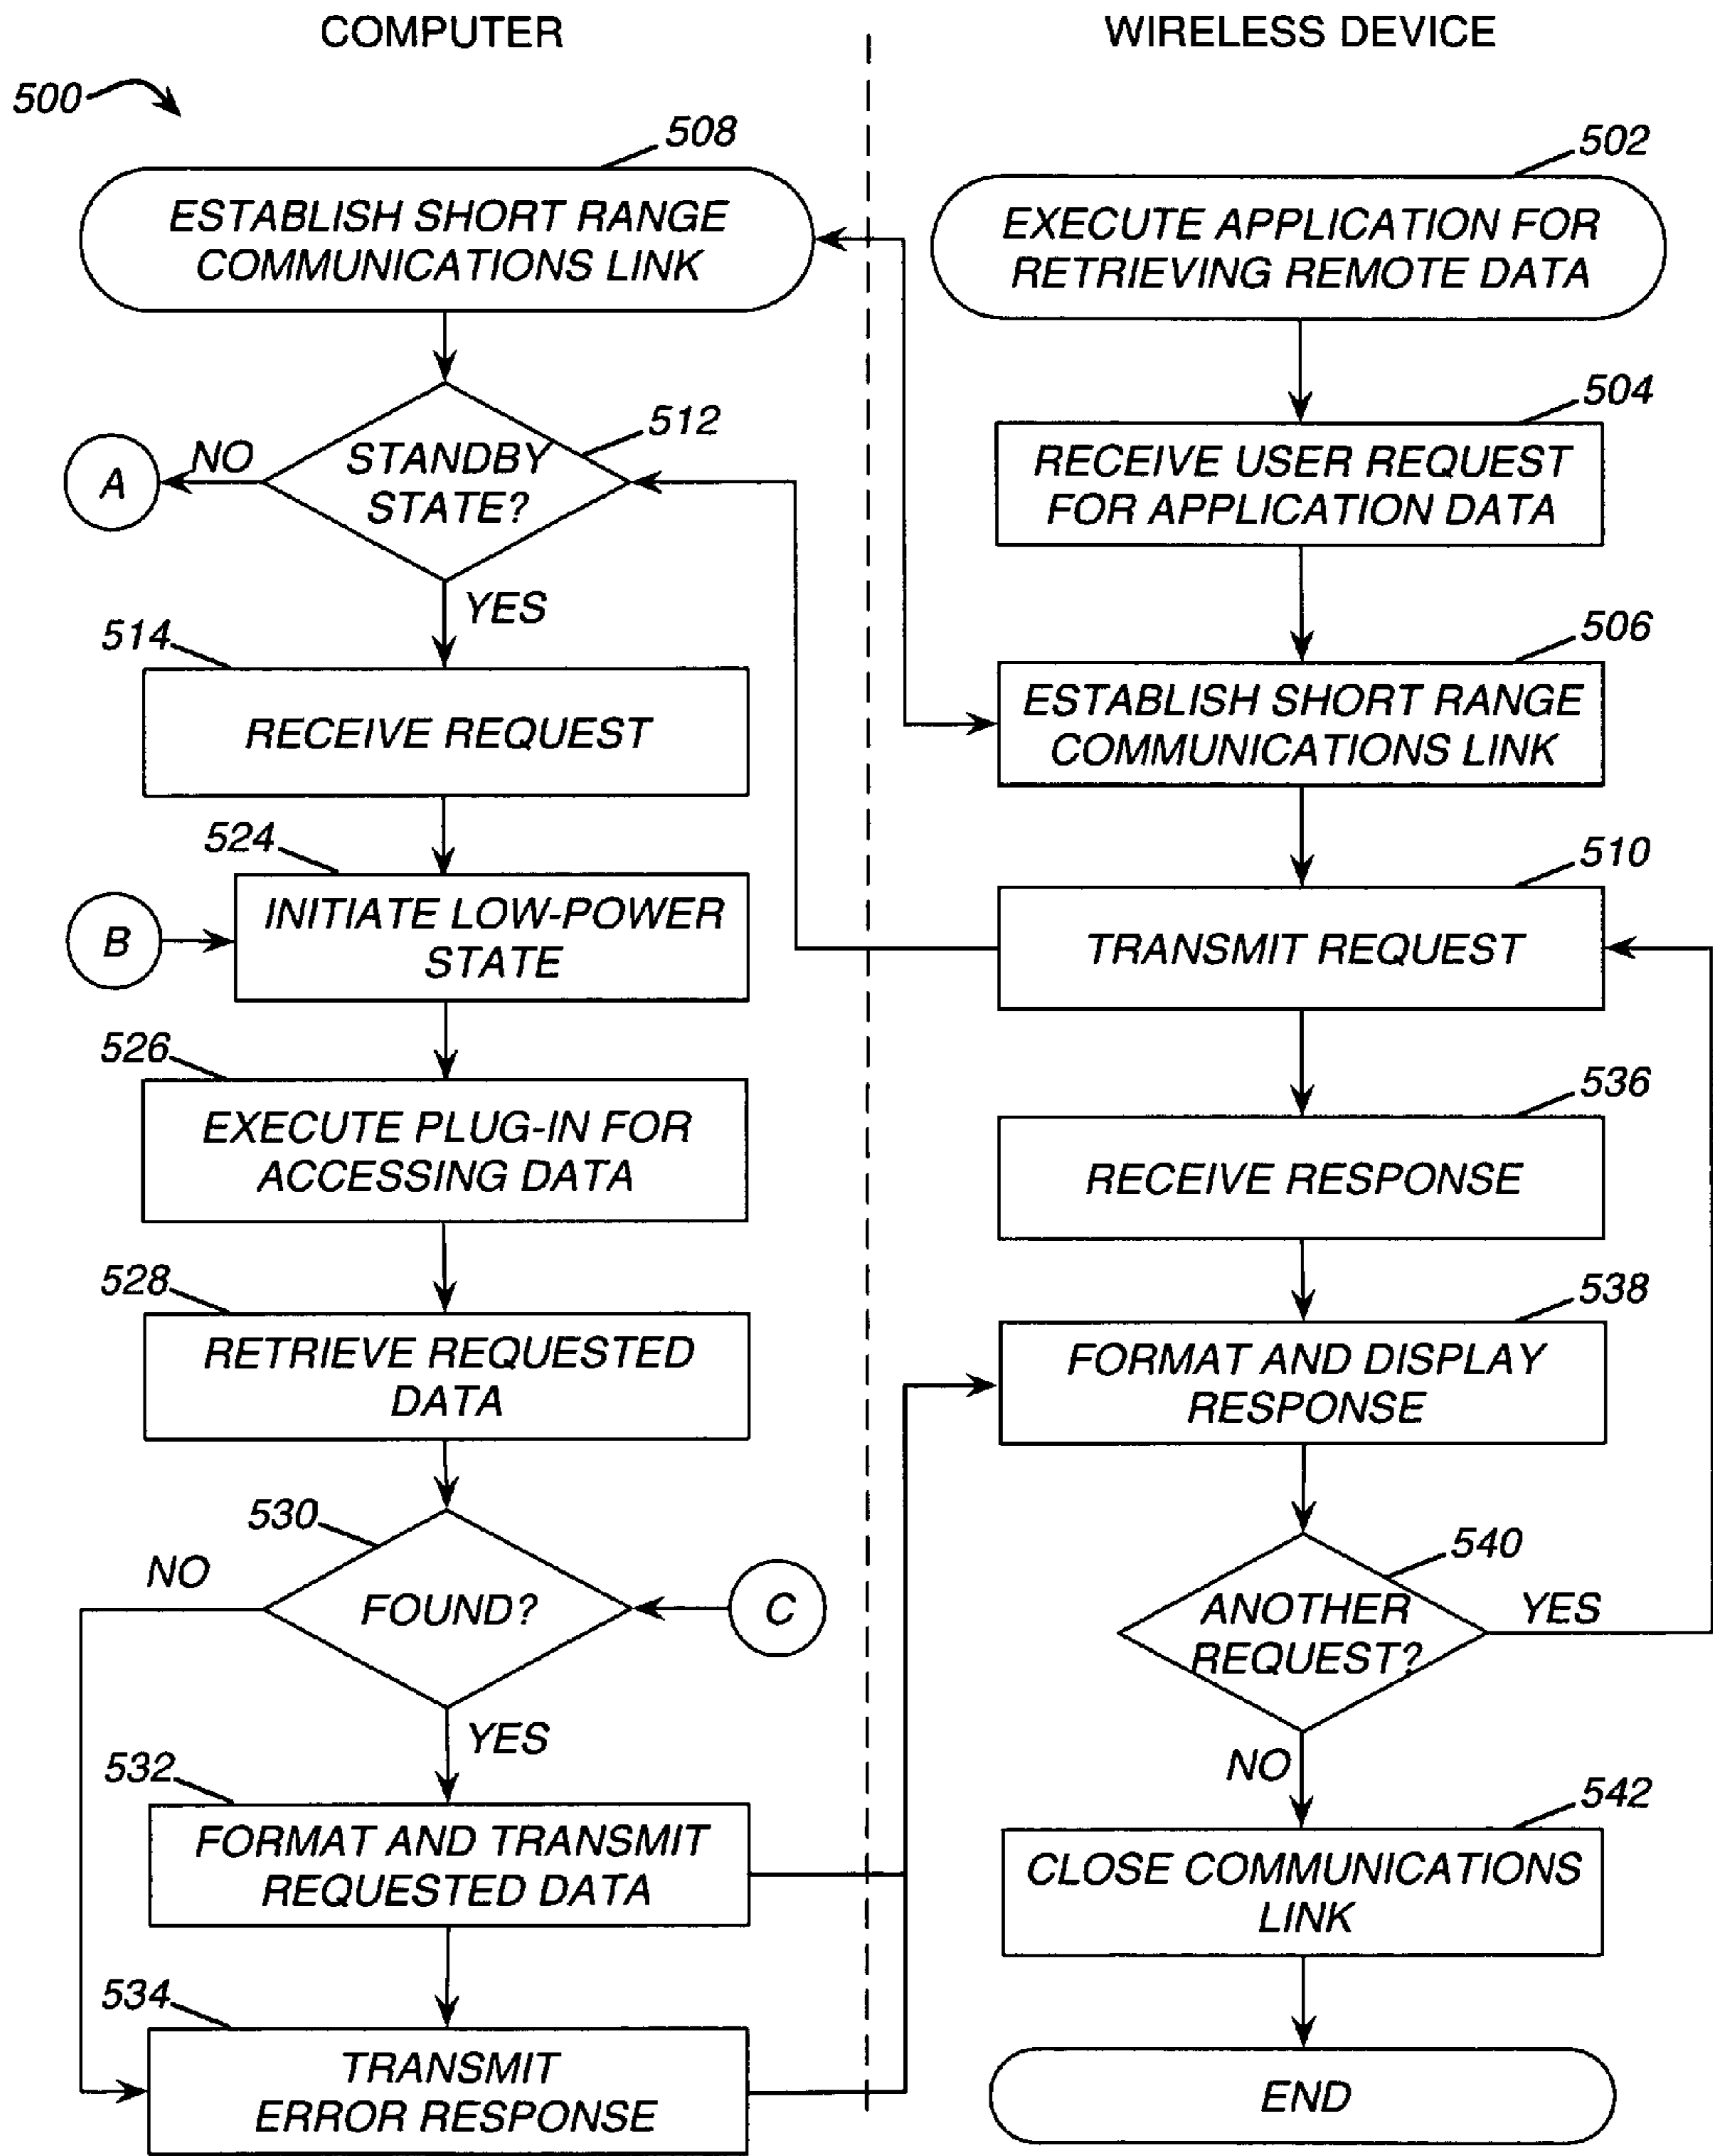 COMPUTER
WIRELESS DEVICE
500
508
ESTABLISH SHORT RANGE
COMMUNICATIONS LINK
502
EXECUTE APPLICATION FOR
RETRIEVING REMOTE DATA
512
STANDBY
STATE?
NO
A
YES
504
RECEIVE USER REQUEST
FOR APPLICATION DATA
514
RECEIVE REQUEST
506
ESTABLISH SHORT RANGE
COMMUNICATIONS LINK
524
INITIATE LOW-POWER
STATE
B
510
TRANSMIT REQUEST
526
EXECUTE PLUG-IN FOR
ACCESSING DATA
536
RECEIVE RESPONSE
528
RETRIEVE REQUESTED
DATA
538
FORMAT AND DISPLAY
RESPONSE
530
NO
FOUND?
C
YES
540
ANOTHER
REQUEST?
YES
NO
532
FORMAT AND TRANSMIT
REQUESTED DATA
542
CLOSE COMMUNICATIONS
LINK
534
TRANSMIT
ERROR RESPONSE
END